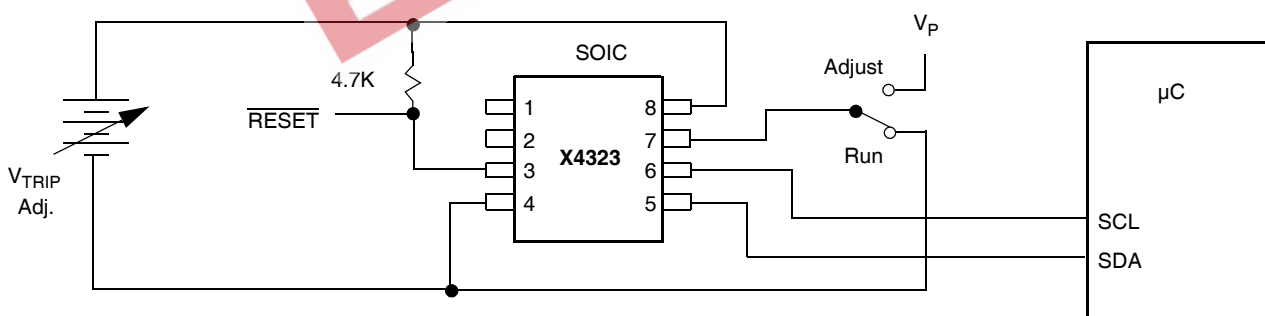 V_P
SOIC
Adjust
4.7K
µC
RESET
1 8
2 7
X4323
3 6
4 5
Run
V_TRIP
Adj.
SCL
SDA